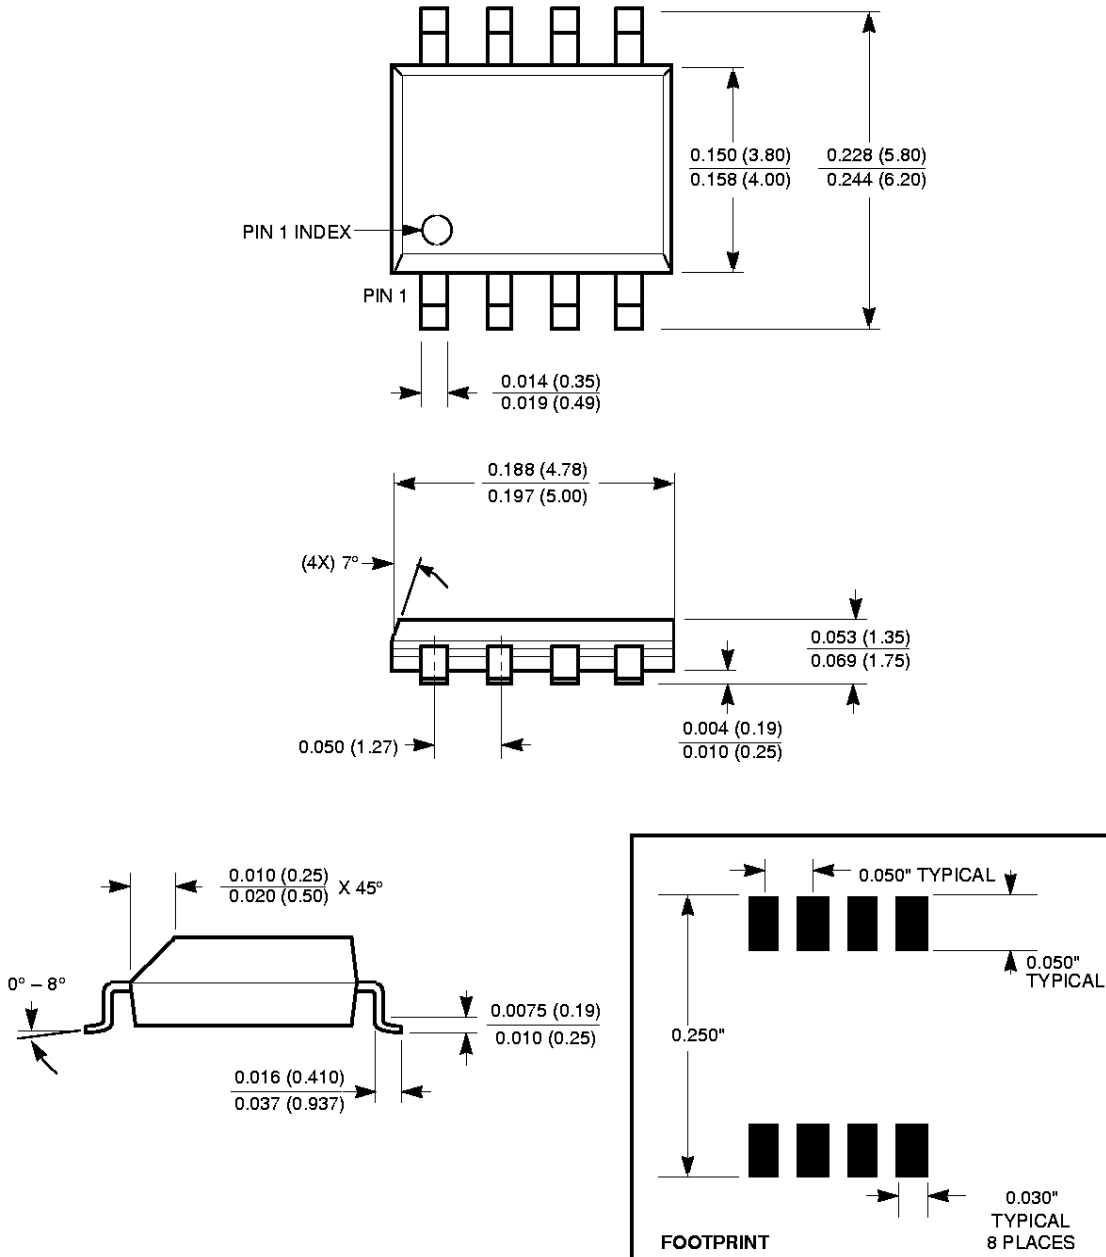 0.150 (3.80)
0.158 (4.00)
0.228 (5.80)
0.244 (6.20)
PIN 1 INDEX
PIN 1
0.014 (0.35)
0.019 (0.49)
0.188 (4.78)
0.197 (5.00)
(4X) 7°
0.053 (1.35)
0.069 (1.75)
0.004 (0.19)
0.010 (0.25)
0.050 (1.27)
0.010 (0.25)
0.020 (0.50)
X 45°
0° – 8°
0.0075 (0.19)
0.010 (0.25)
0.016 (0.410)
0.037 (0.937)
0.050" TYPICAL
0.050"
TYPICAL
0.250"
0.030"
TYPICAL
8 PLACES
FOOTPRINT